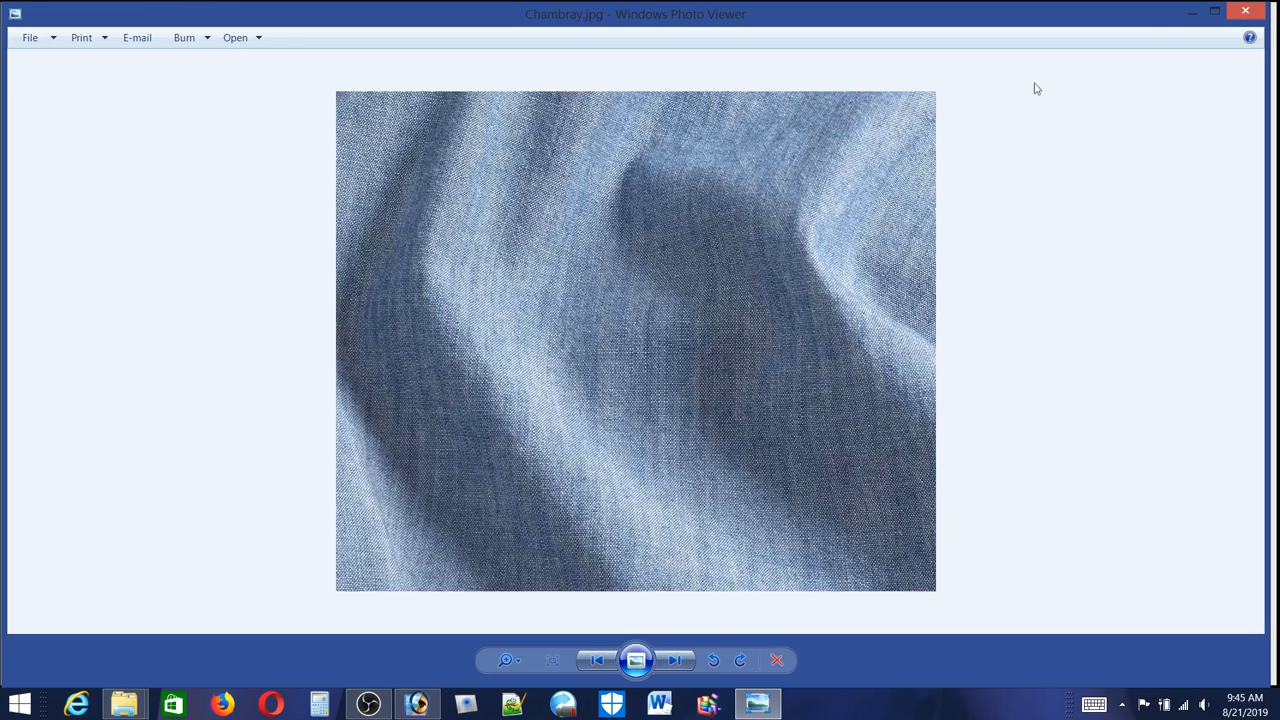 Chambray.jpg - Windows Photo Viewer
File Print E-mail Burn Open
9:45 AM
8/21/2019